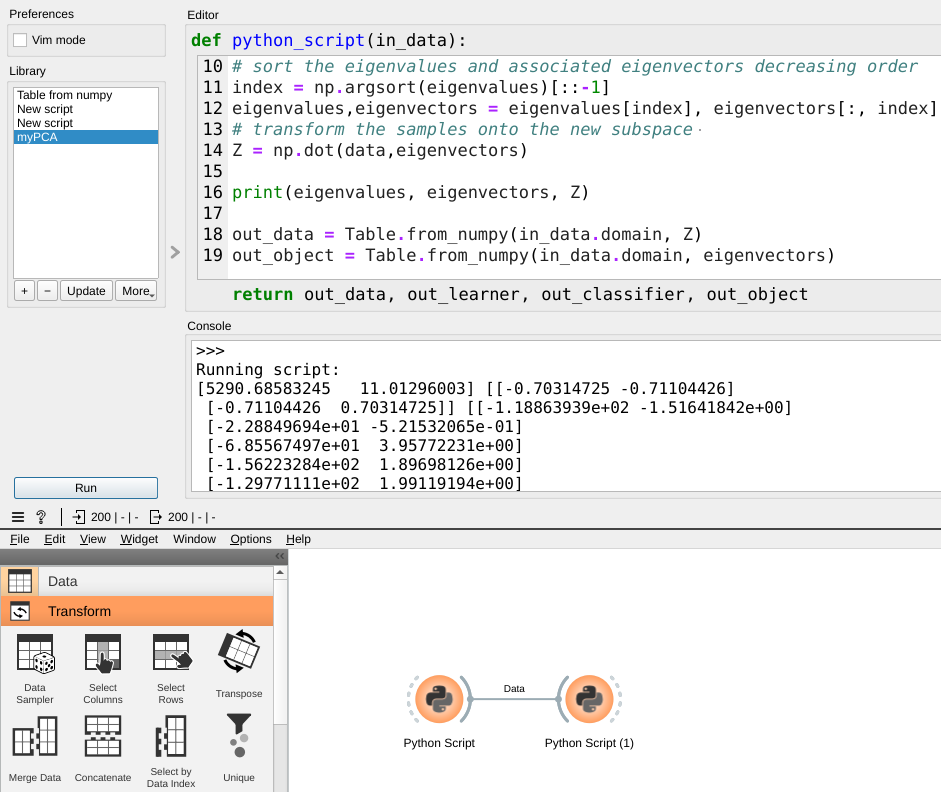 Preferences
Vim mode
Library
Table from numpy
New script
New script
myPCA
+ − Update More
Run
Editor
def python_script(in_data):
10 # sort the eigenvalues and associated eigenvectors decreasing order
11 index = np.argsort(eigenvalues)[::-1]
12 eigenvalues,eigenvectors = eigenvalues[index], eigenvectors[:, index]
13 # transform the samples onto the new subspace·
14 Z = np.dot(data,eigenvectors)
15
16 print(eigenvalues, eigenvectors, Z)
17
18 out_data = Table.from_numpy(in_data.domain, Z)
19 out_object = Table.from_numpy(in_data.domain, eigenvectors)
return out_data, out_learner, out_classifier, out_object
Console
>>>
Running script:
[5290.68583245   11.01296003] [[-0.70314725 -0.71104426]
 [-0.71104426  0.70314725]] [[-1.18863939e+02 -1.51641842e+00]
 [-2.28849694e+01 -5.21532065e-01]
 [-6.85567497e+01  3.95772231e+00]
 [-1.56223284e+02  1.89698126e+00]
 [-1.29771111e+02  1.99119194e+00]
? | 200 | - | - 200 | - | -
File Edit View Widget Window Options Help
Data
Transform
Data Sampler
Select Columns
Select Rows
Transpose
Merge Data
Concatenate
Select by Data Index
Unique
Data
Python Script
Python Script (1)